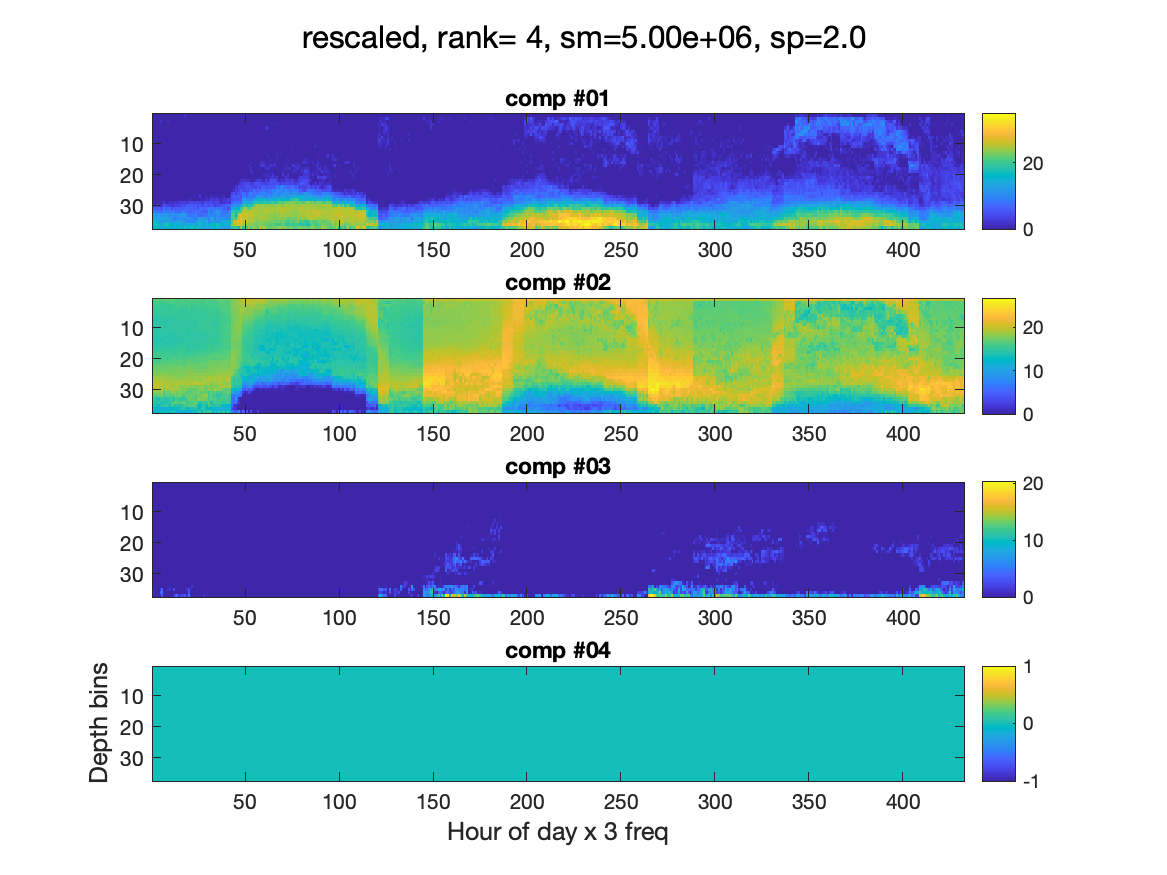 rescaled, rank= 4, sm=5.00e+06, sp=2.0
comp #01
10
20
30
50 100 150 200 250 300 350 400
20
0
comp #02
10
20
30
50 100 150 200 250 300 350 400
20
10
0
comp #03
10
20
30
50 100 150 200 250 300 350 400
20
10
0
comp #04
Depth bins
10
20
30
50 100 150 200 250 300 350 400
1
0
-1
Hour of day x 3 freq